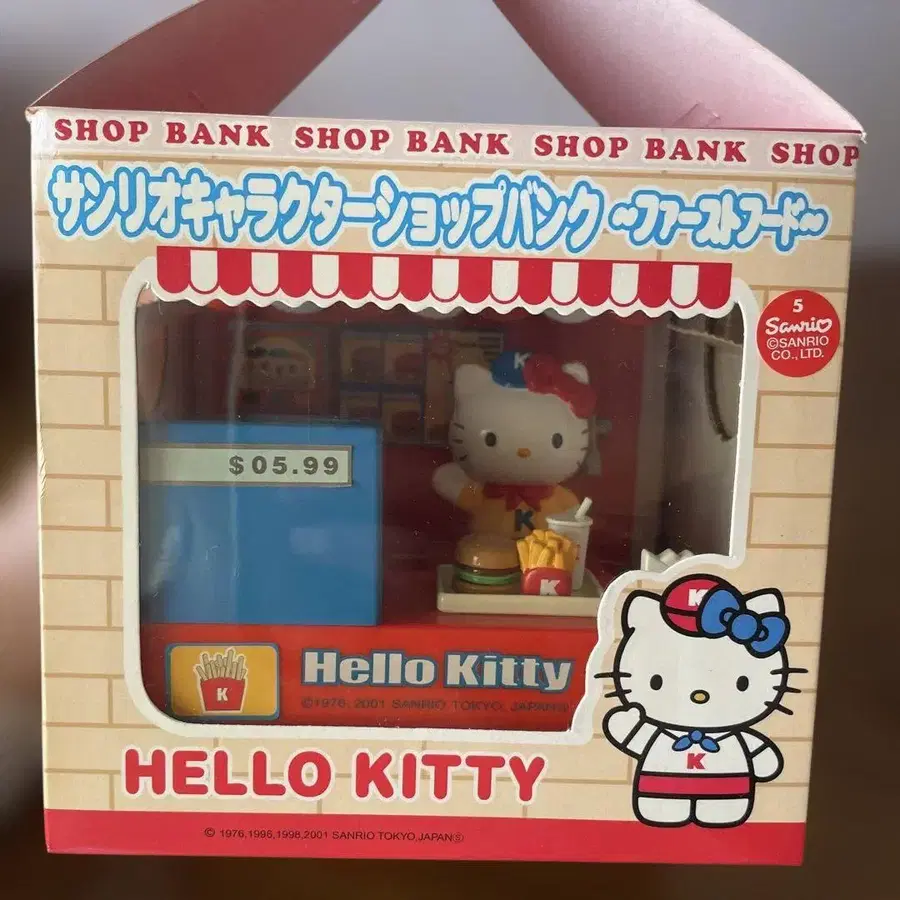 SHOP BANK SHOP BANK SHOP BANK SHOP
サンリオキャラクターショップバンク ～ファーストフード～
5
Sanrio
©SANRIO
CO., LTD.
K
$05.99
K
K
K
K
Hello Kitty
©1976, 2001 SANRIO TOKYO, JAPANⓈ
K
HELLO KITTY
© 1976,1996,1998,2001 SANRIO TOKYO,JAPANⓈ